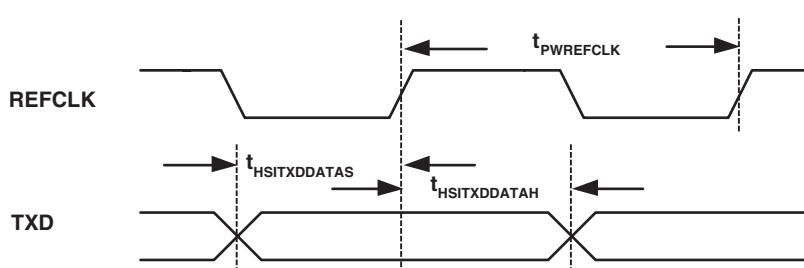 tPWREFCLK
REFCLK
tHSITXDDATAS
tHSITXDDATAH
TXD